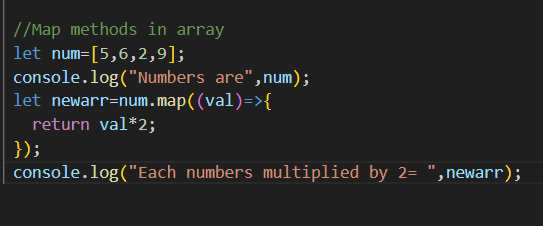 //Map methods in array
let num=[5,6,2,9];
console.log("Numbers are",num);
let newarr=num.map((val)=>{
  return val*2;
});
console.log("Each numbers multiplied by 2= ",newarr);